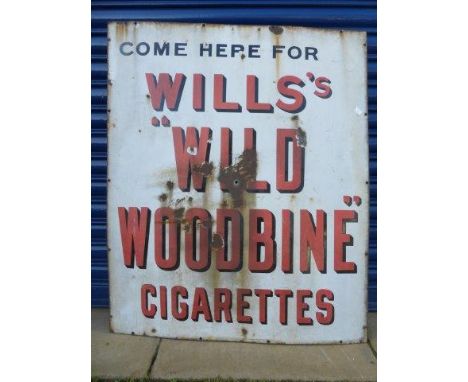 COME HERE FOR
WILLS'S
"WILD
WOODBINE"
CIGARETTES